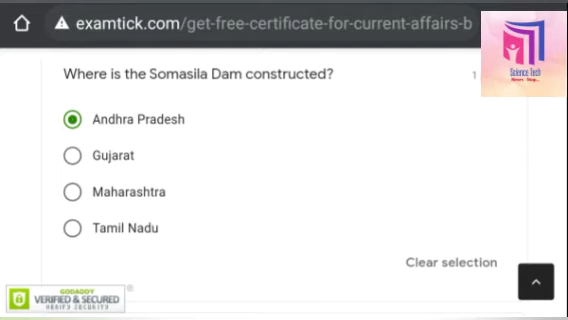 examtick.com/get-free-certificate-for-current-affairs-b
Science Tech
Where is the Somasila Dam constructed?
1
Andhra Pradesh
Gujarat
Maharashtra
Tamil Nadu
Clear selection
GODADDY
VERIFIED & SECURED